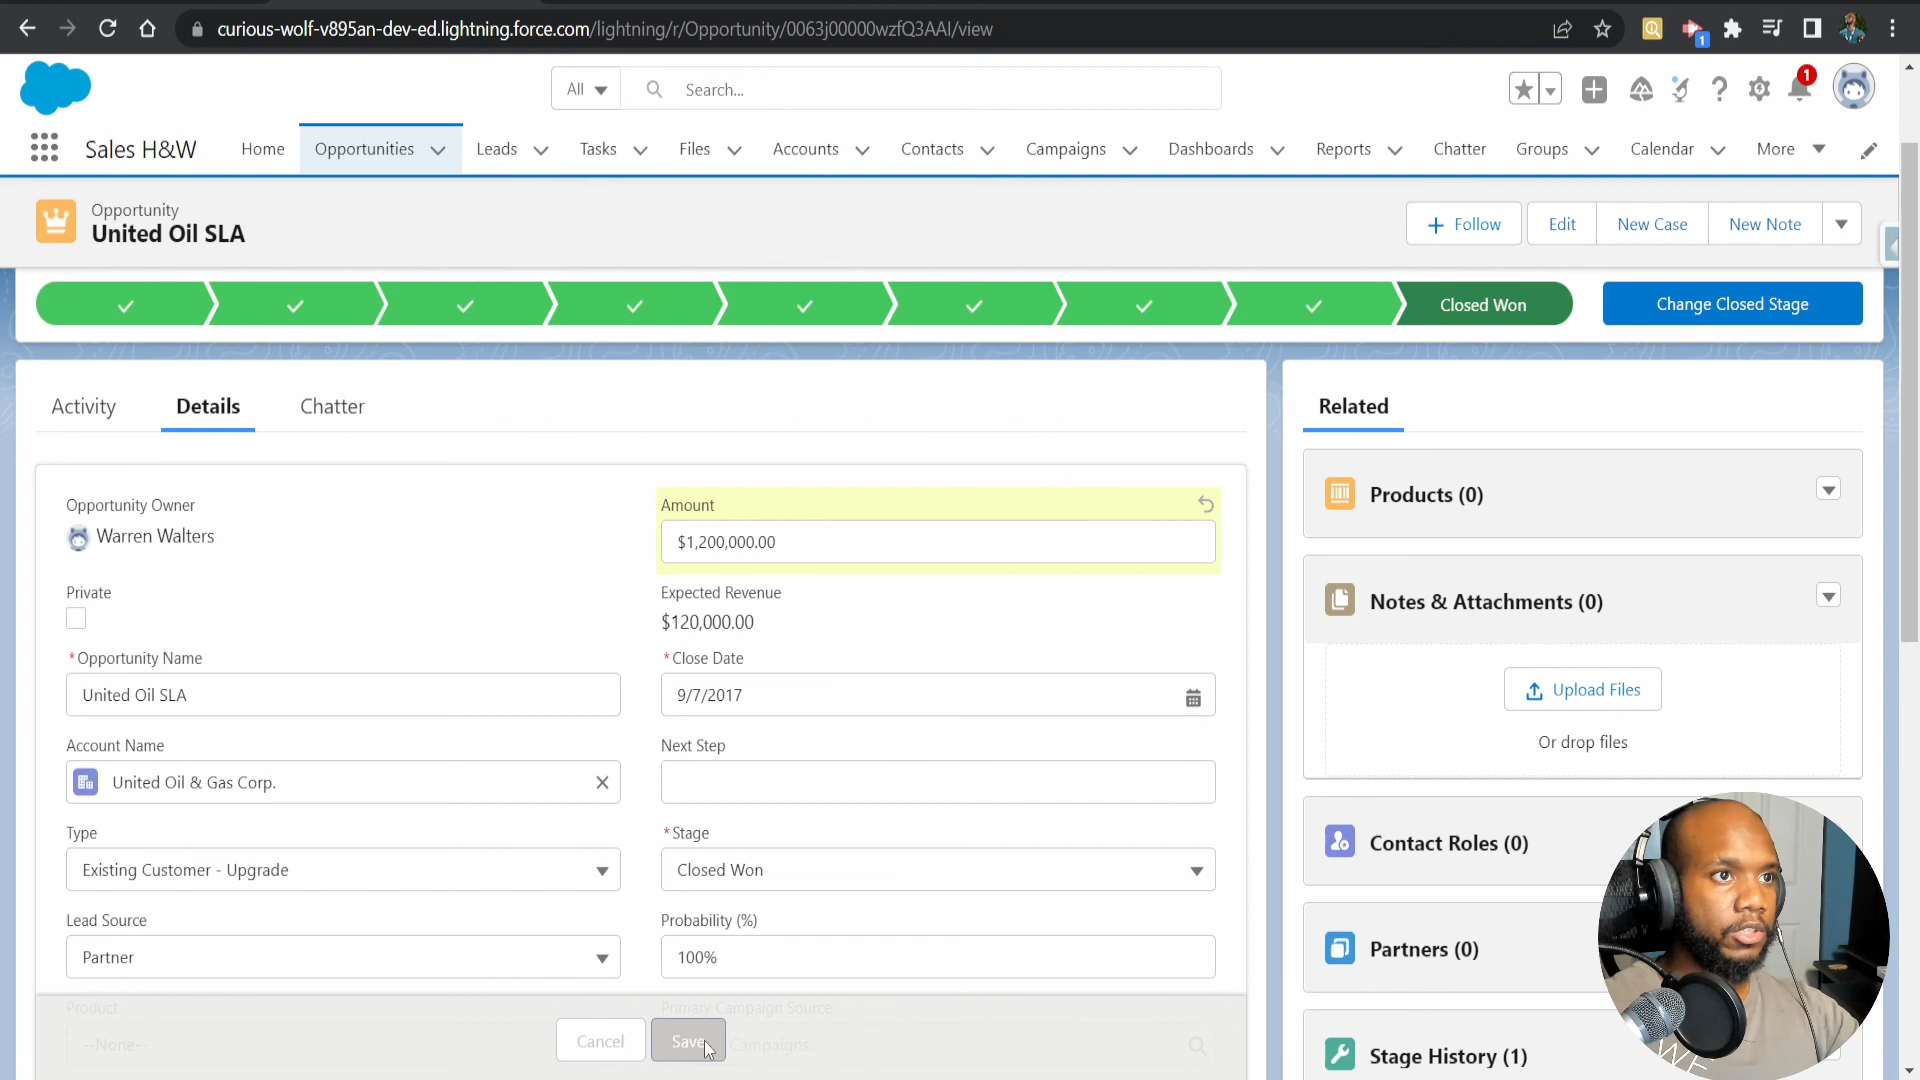 curious-wolf-v895an-dev-ed.lightning.force.com/lightning/r/Opportunity/0063j00000wzfQ3AAI/view
1
All
Search...
1
Sales H&W
Home
Opportunities
Leads
Tasks
Files
Accounts
Contacts
Campaigns
Dashboards
Reports
Chatter
Groups
Calendar
More
Opportunity
United Oil SLA
Follow
Edit
New Case
New Note
Closed Won
Change Closed Stage
Activity
Details
Chatter
Opportunity Owner
Warren Walters
Amount
$1,200,000.00
Private
Expected Revenue
$120,000.00
*Opportunity Name
United Oil SLA
*Close Date
9/7/2017
Account Name
United Oil & Gas Corp.
Next Step
Type
Existing Customer - Upgrade
*Stage
Closed Won
Lead Source
Partner
Probability (%)
100%
Product
--None--
Primary Campaign Source
Campaigns...
Cancel
Save
Related
Products (0)
Notes & Attachments (0)
Upload Files
Or drop files
Contact Roles (0)
Partners (0)
Stage History (1)